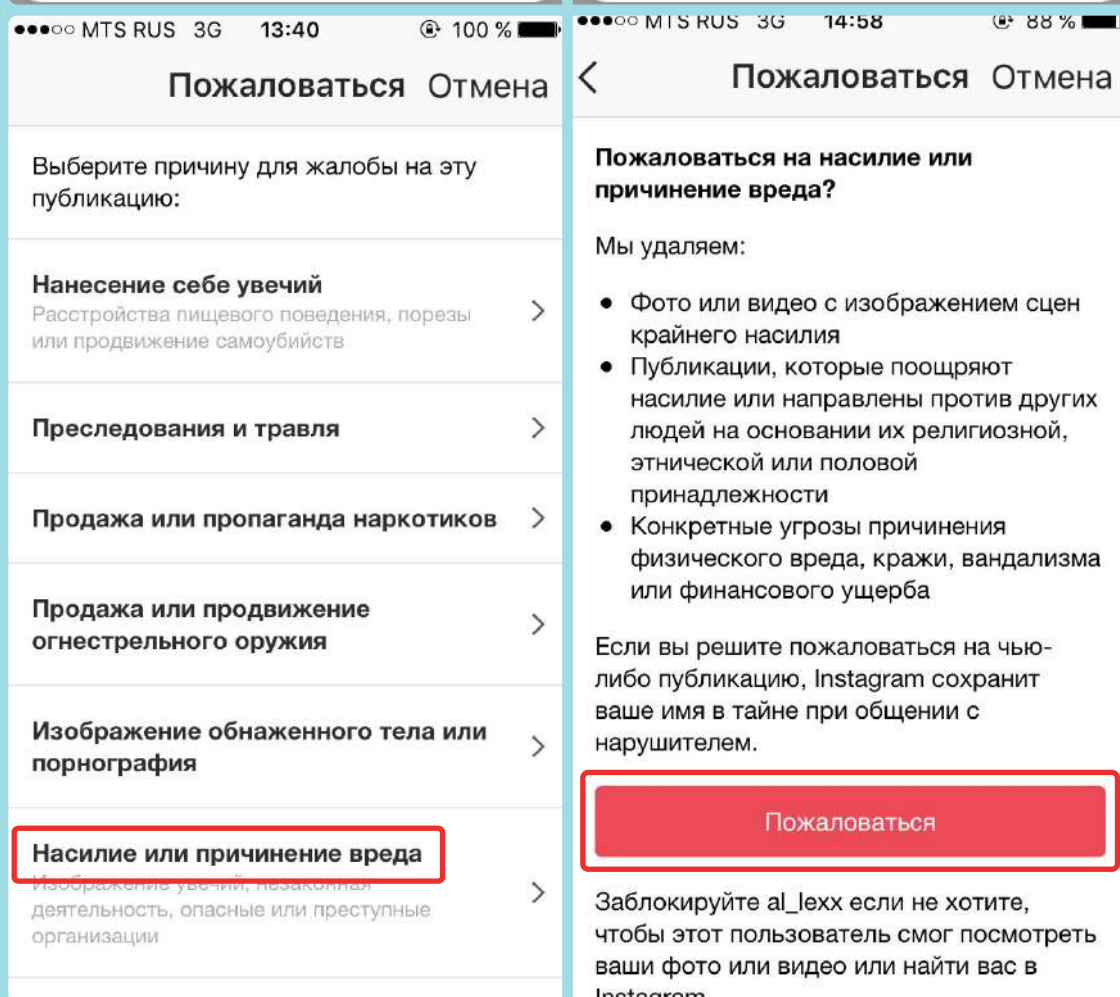 ●●●○○ MTS RUS 3G 13:40 100 %
Пожаловаться Отмена
Выберите причину для жалобы на эту
публикацию:
Нанесение себе увечий
Расстройства пищевого поведения, порезы
или продвижение самоубийств
Преследования и травля
Продажа или пропаганда наркотиков
Продажа или продвижение
огнестрельного оружия
Изображение обнаженного тела или
порнография
Насилие или причинение вреда
Изображение увечий, незаконная
деятельность, опасные или преступные
организации
●●●○○ MTS RUS 3G 14:58 88 %
Пожаловаться Отмена
Пожаловаться на насилие или
причинение вреда?
Мы удаляем:
● Фото или видео с изображением сцен
крайнего насилия
● Публикации, которые поощряют
насилие или направлены против других
людей на основании их религиозной,
этнической или половой
принадлежности
● Конкретные угрозы причинения
физического вреда, кражи, вандализма
или финансового ущерба
Если вы решите пожаловаться на чью-
либо публикацию, Instagram сохранит
ваше имя в тайне при общении с
нарушителем.
Пожаловаться
Заблокируйте al_lexx если не хотите,
чтобы этот пользователь смог посмотреть
ваши фото или видео или найти вас в
Instagram